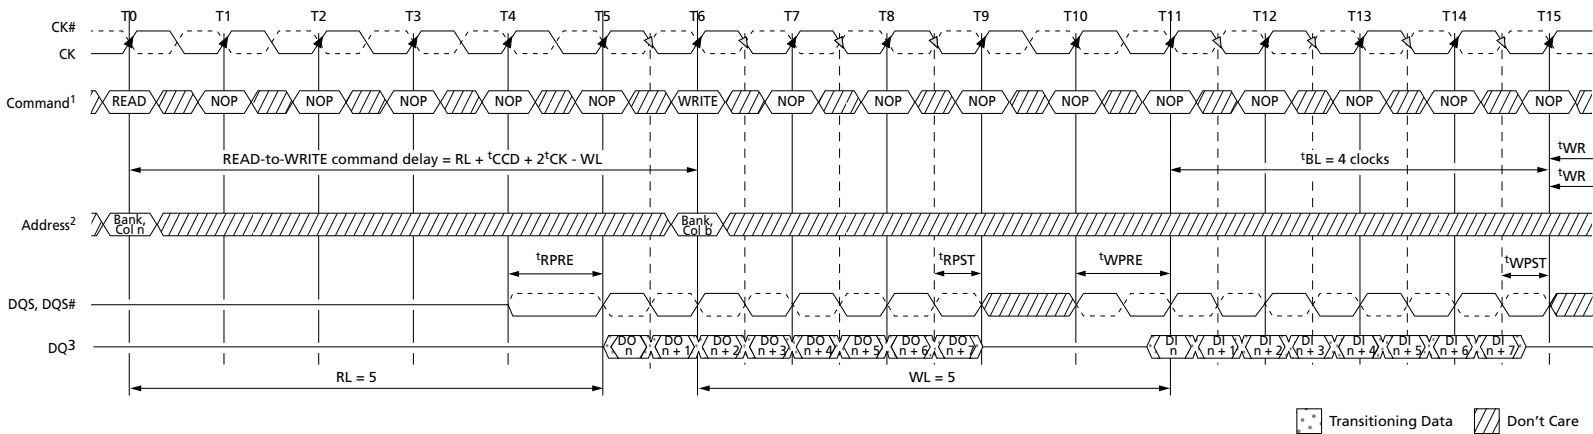 T0 T1 T2 T3 T4 T5 T6 T7 T8 T9 T10 T11 T12 T13 T14 T15
CK#
CK
Command1 READ NOP NOP NOP NOP NOP WRITE NOP NOP NOP NOP NOP NOP NOP NOP NOP
READ-to-WRITE command delay = RL + tCCD + 2tCK - WL tBL = 4 clocks tWR
tWR
Address2 Bank, Col n Bank, Col b
tRPRE tRPST tWPRE tWPST
DQS, DQS#
DQ3 DO n DO n + 1 DO n + 2 DO n + 3 DO n + 4 DO n + 5 DO n + 6 DO n + 7 DI n DI n + 1 DI n + 2 DI n + 3 DI n + 4 DI n + 5 DI n + 6 DI n + 7
RL = 5 WL = 5
Transitioning Data Don't Care